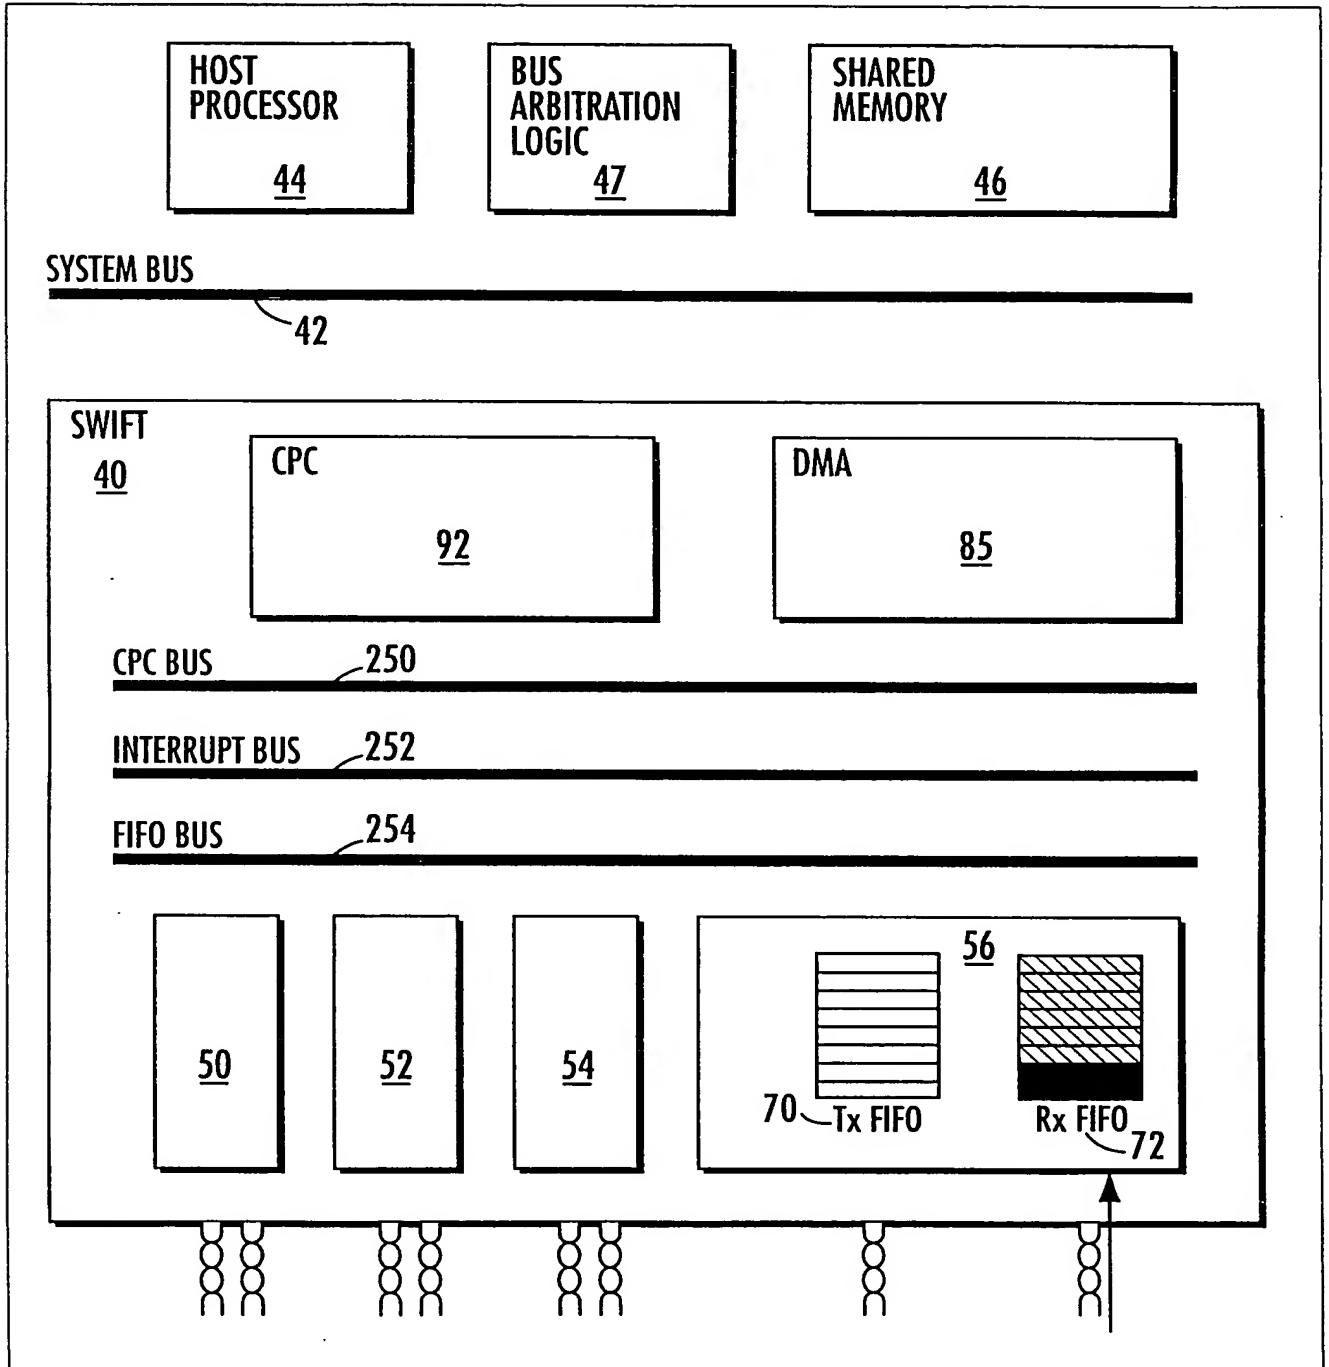 HOST
PROCESSOR
44
BUS
ARBITRATION
LOGIC
47
SHARED
MEMORY
46
SYSTEM BUS
42
SWIFT
40
CPC
92
DMA
85
CPC BUS
250
INTERRUPT BUS
252
FIFO BUS
254
50
52
54
56
70
Tx FIFO
Rx FIFO
72